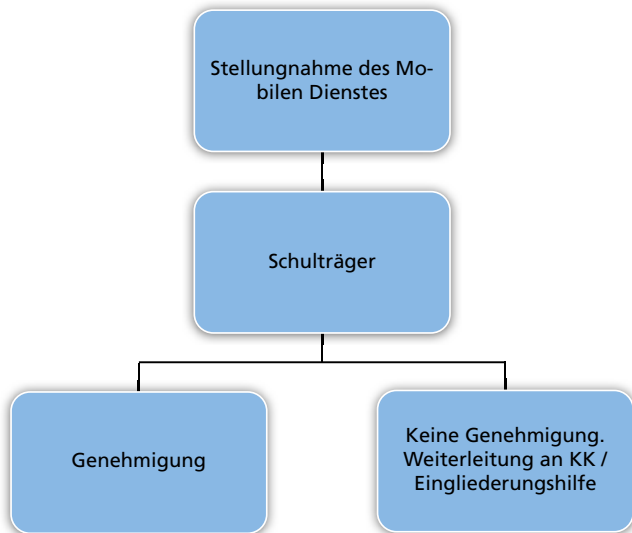 Stellungnahme des Mo-
bilen Dienstes
Schulträger
Genehmigung
Keine Genehmigung.
Weiterleitung an KK /
Eingliederungshilfe